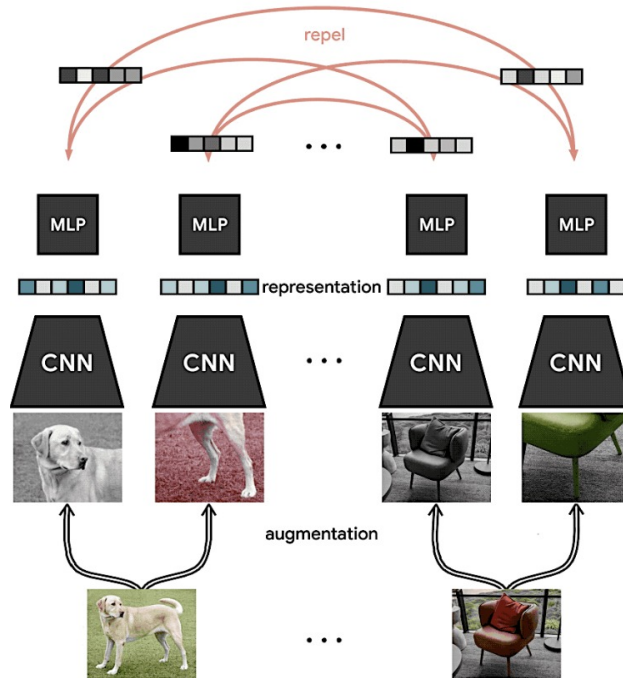 repel
. . .
MLP MLP MLP MLP
representation
CNN CNN . . . CNN CNN
augmentation
. . .